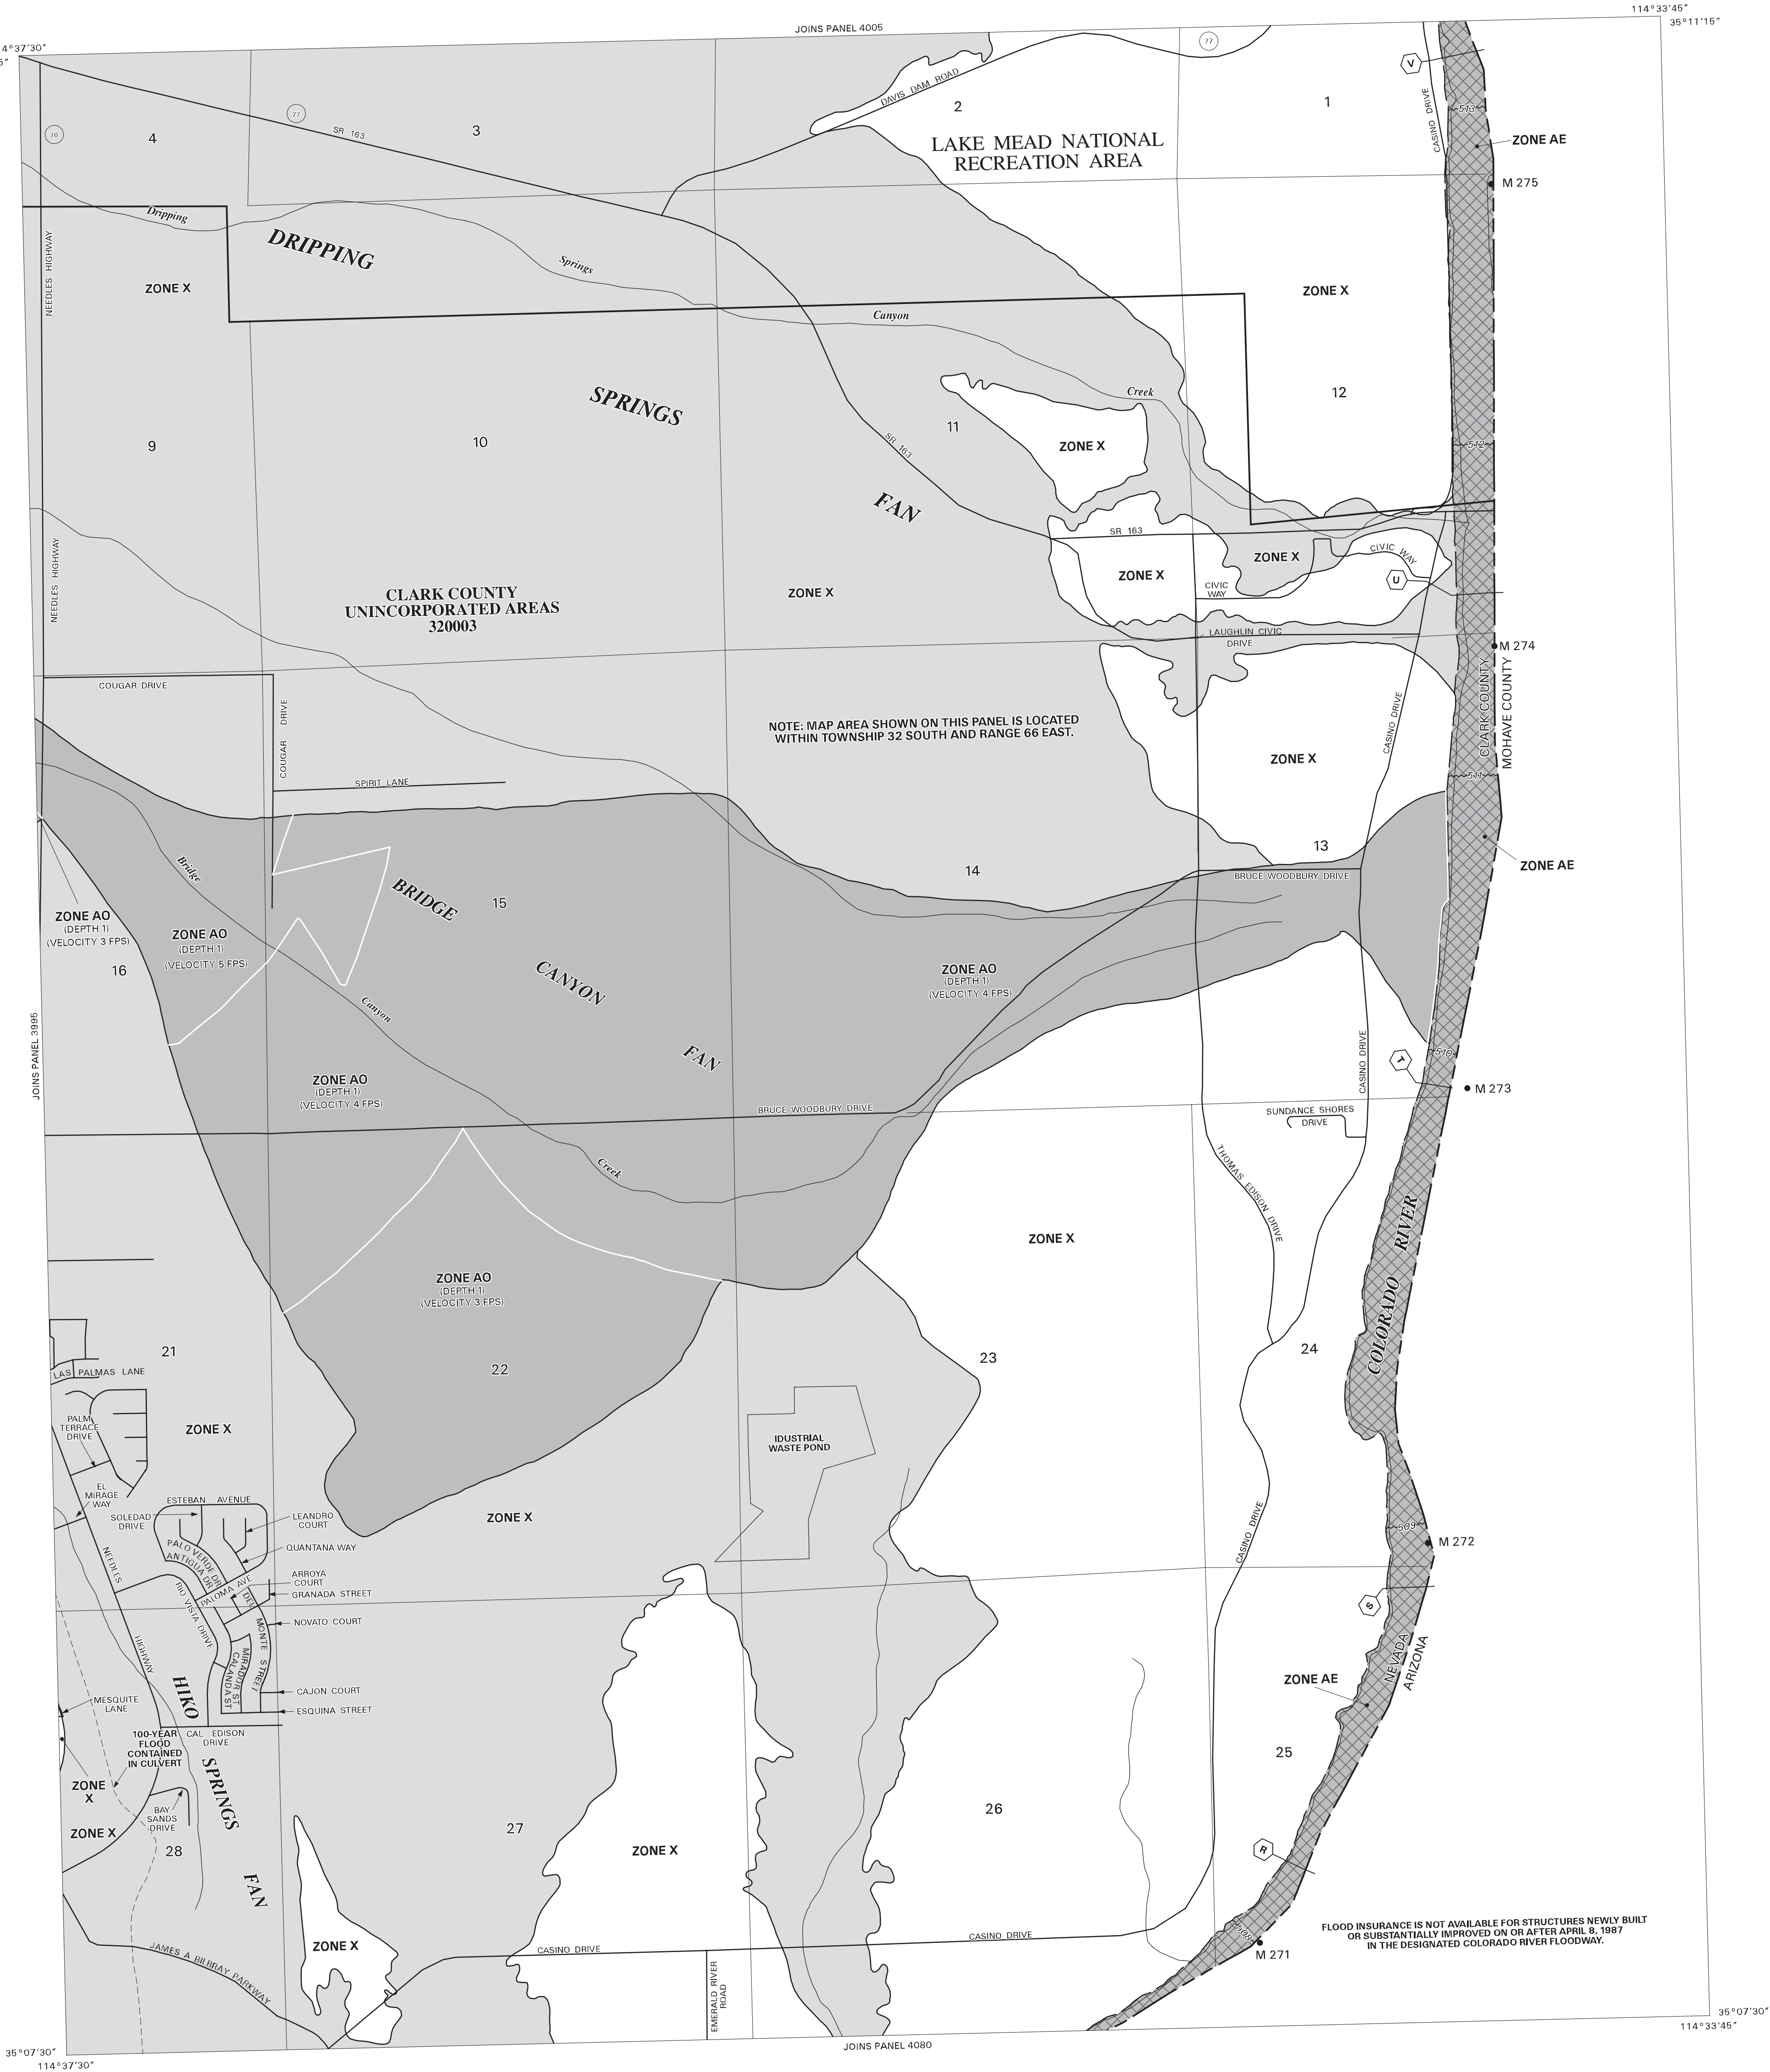 JOINS PANEL 4005
114°33'45"
35°11'15"
4°37'30"
5"
77
V
DAVIS DAM ROAD
2
1
CASINO DRIVE
513
76
77
4
SR 163
3
LAKE MEAD NATIONAL
RECREATION AREA
ZONE AE
M 275
NEEDLES HIGHWAY
Dripping
DRIPPING
Springs
ZONE X
ZONE X
Canyon
Creek
12
SPRINGS
9
10
11
SR 163
ZONE X
512
FAN
SR 163
NEEDLES HIGHWAY
CLARK COUNTY
UNINCORPORATED AREAS
320003
ZONE X
ZONE X
ZONE X
CIVIC WAY
U
CIVIC
WAY
LAUGHLIN CIVIC
DRIVE
M 274
CLARK COUNTY
MOHAVE COUNTY
COUGAR DRIVE
COUGAR DRIVE
NOTE: MAP AREA SHOWN ON THIS PANEL IS LOCATED
WITHIN TOWNSHIP 32 SOUTH AND RANGE 66 EAST.
CASINO DRIVE
ZONE X
SPIRIT LANE
511
13
ZONE AE
Bridge
BRIDGE
15
14
BRUCE WOODBURY DRIVE
ZONE AO
(DEPTH 1)
(VELOCITY 3 FPS)
16
ZONE AO
(DEPTH 1)
(VELOCITY 5 FPS)
CANYON
ZONE AO
(DEPTH 1)
(VELOCITY 4 FPS)
Canyon
JOINS PANEL 3995
FAN
CASINO DRIVE
T
510
M 273
ZONE AO
(DEPTH 1)
(VELOCITY 4 FPS)
BRUCE WOODBURY DRIVE
SUNDANCE SHORES
DRIVE
Creek
THOMAS EDISON DRIVE
ZONE X
COLORADO RIVER
ZONE AO
(DEPTH 1)
(VELOCITY 3 FPS)
21
22
23
24
LAS PALMAS LANE
PALM
TERRACE
DRIVE
ZONE X
IDUSTRIAL
WASTE POND
EL
MIRAGE
WAY
ESTEBAN AVENUE
SOLEDAD
DRIVE
LEANDRO
COURT
ZONE X
CASINO DRIVE
509
M 272
PALO VERDE DR
ANTIGUA DR
QUANTANA WAY
NEEDLES
HIGHWAY
ARROYA
COURT
PALOMA AVE
GRANADA STREET
RIO VISTA DRIVE
DEL MONTE STREET
NOVATO COURT
S
MIRADOR ST
CALANDA ST
HIKO
NEVADA
ARIZONA
ZONE AE
CAJON COURT
MESQUITE
LANE
ESQUINA STREET
CAL EDISON
DRIVE
100-YEAR
FLOOD
CONTAINED
IN CULVERT
25
SPRINGS
ZONE
X
BAY
SANDS
DRIVE
ZONE X
28
27
26
ZONE X
R
FAN
FLOOD INSURANCE IS NOT AVAILABLE FOR STRUCTURES NEWLY BUILT
OR SUBSTANTIALLY IMPROVED ON OR AFTER APRIL 8, 1987
IN THE DESIGNATED COLORADO RIVER FLOODWAY.
508
M 271
ZONE X
JAMES A BILBRAY PARKWAY
CASINO DRIVE
CASINO DRIVE
EMERALD RIVER
ROAD
35°07'30"
114°33'45"
JOINS PANEL 4080
35°07'30"
114°37'30"